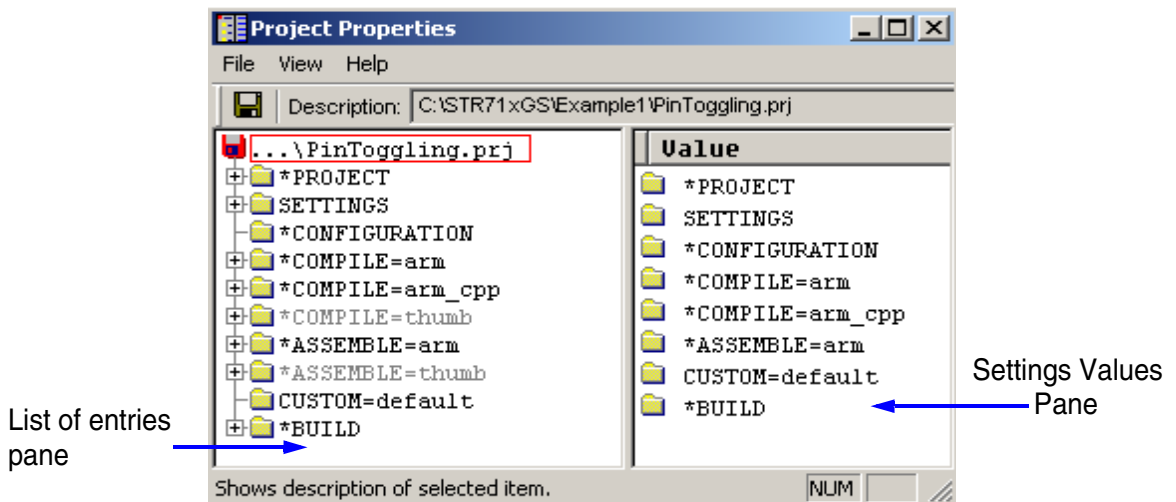 Project Properties
File View Help
Description: C:\STR71xGS\Example1\PinToggling.prj
...\PinToggling.prj
*PROJECT
SETTINGS
*CONFIGURATION
*COMPILE=arm
*COMPILE=arm_cpp
*COMPILE=thumb
*ASSEMBLE=arm
*ASSEMBLE=thumb
CUSTOM=default
*BUILD
Value
*PROJECT
SETTINGS
*CONFIGURATION
*COMPILE=arm
*COMPILE=arm_cpp
*ASSEMBLE=arm
CUSTOM=default
*BUILD
List of entries
pane
Settings Values
Pane
Shows description of selected item.
NUM